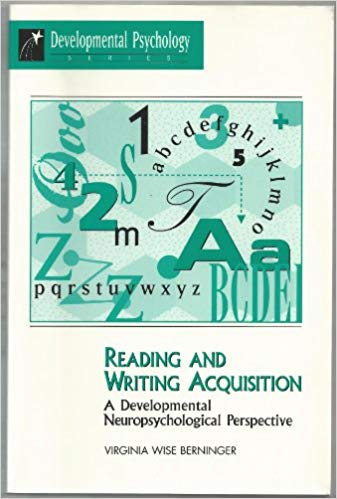 Developmental Psychology
SERIES
1
3
+
abcdefghijklmno
5
4
S
2
m
T
Z
Z
Z
Aa
pqrstuvwxyz
BCDEF
READING AND
WRITING ACQUISITION
A Developmental
Neuropsychological Perspective
VIRGINIA WISE BERNINGER